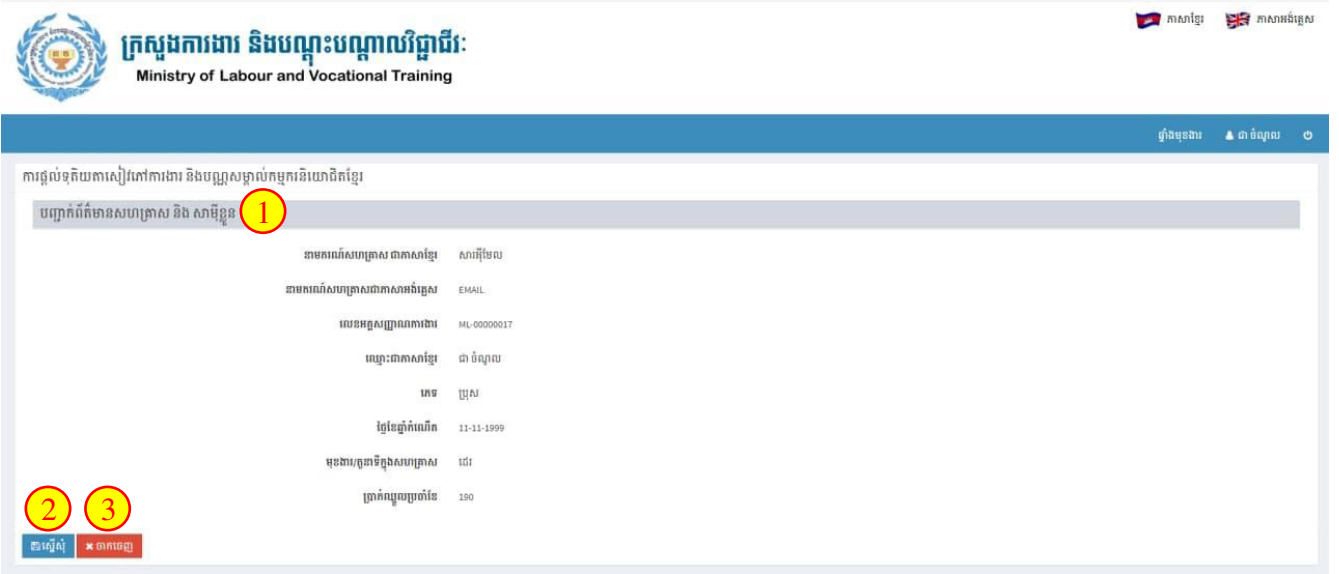 ភាសាខ្មែរ ភាសាអង់គ្លេស
ក្រសួងការងារ និងបណ្តុះបណ្តាលវិជ្ជាជីវៈ
Ministry of Labour and Vocational Training
ផ្ទាំងមុខងារ ជា ចំណូល
ការផ្តល់ទុតិយតាសៀវភៅការងារ និងបណ្ណសម្គាល់កម្មករនិយោជិតខ្មែរ
បញ្ជាក់ព័ត៌មានសហគ្រាស និង សាមុីខ្លួន 1
នាមករណ៍សហគ្រាស ជាភាសាខ្មែរ សារអ៊ីមែល
នាមករណ៍សហគ្រាសជាភាសាអង់គ្លេស EMAIL
លេខអត្តសញ្ញាណការងារ ML-00000017
ឈ្មោះជាភាសាខ្មែរ ជា ចំណូល
ភេទ ប្រុស
ថ្ងៃខែឆ្នាំកំណើត 11-11-1999
មុខងារ/តួនាទីក្នុងសហគ្រាស ដេរ
ប្រាក់ឈ្នួលប្រចាំខែ 190
2 3
ស្នើសុំ ចាកចេញ